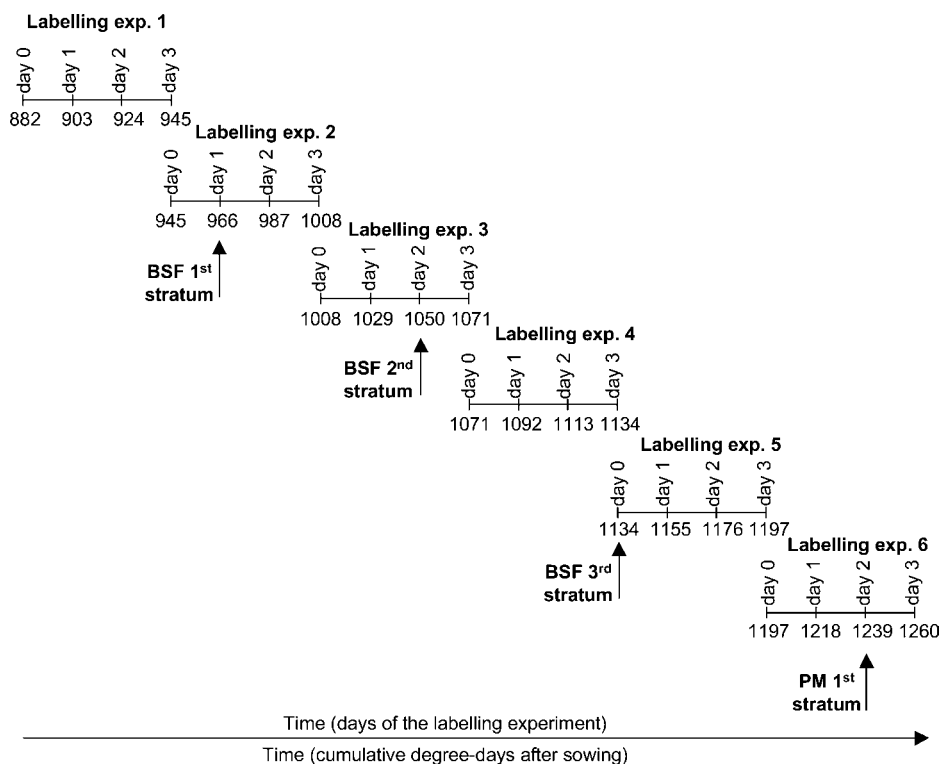 Labelling exp. 1
day 0 day 1 day 2 day 3
882 903 924 945
Labelling exp. 2
day 0 day 1 day 2 day 3
945 966 987 1008
BSF 1st
stratum
Labelling exp. 3
day 0 day 1 day 2 day 3
1008 1029 1050 1071
BSF 2nd
stratum
Labelling exp. 4
day 0 day 1 day 2 day 3
1071 1092 1113 1134
Labelling exp. 5
day 0 day 1 day 2 day 3
1134 1155 1176 1197
BSF 3rd
stratum
Labelling exp. 6
day 0 day 1 day 2 day 3
1197 1218 1239 1260
PM 1st
stratum
Time (days of the labelling experiment)
Time (cumulative degree-days after sowing)